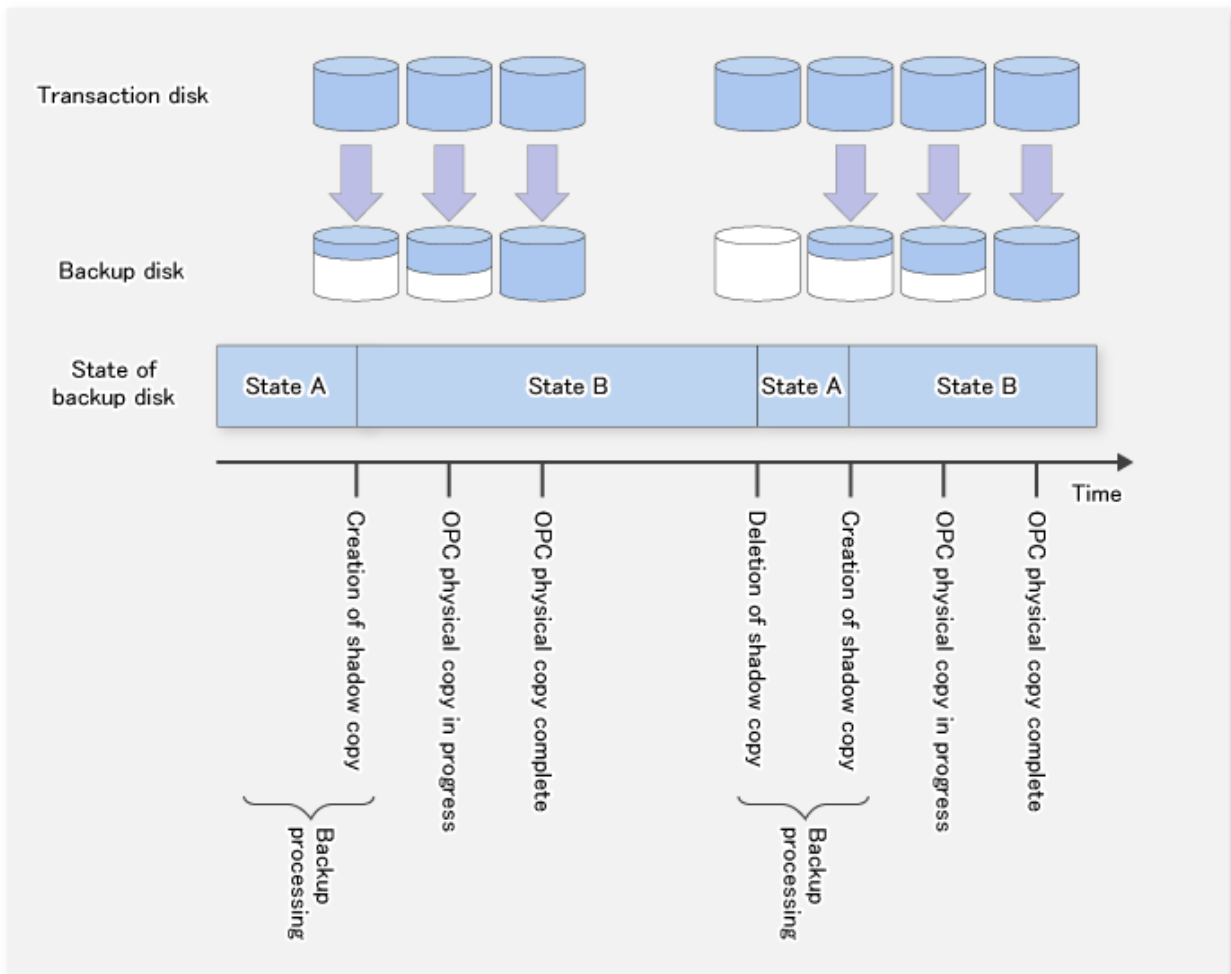 Transaction disk
Backup disk
State of
backup disk
State A
State B
State A
State B
Time
Creation of shadow copy
OPC physical copy in progress
OPC physical copy complete
Deletion of shadow copy
Creation of shadow copy
OPC physical copy in progress
OPC physical copy complete
Backup
processing
Backup
processing